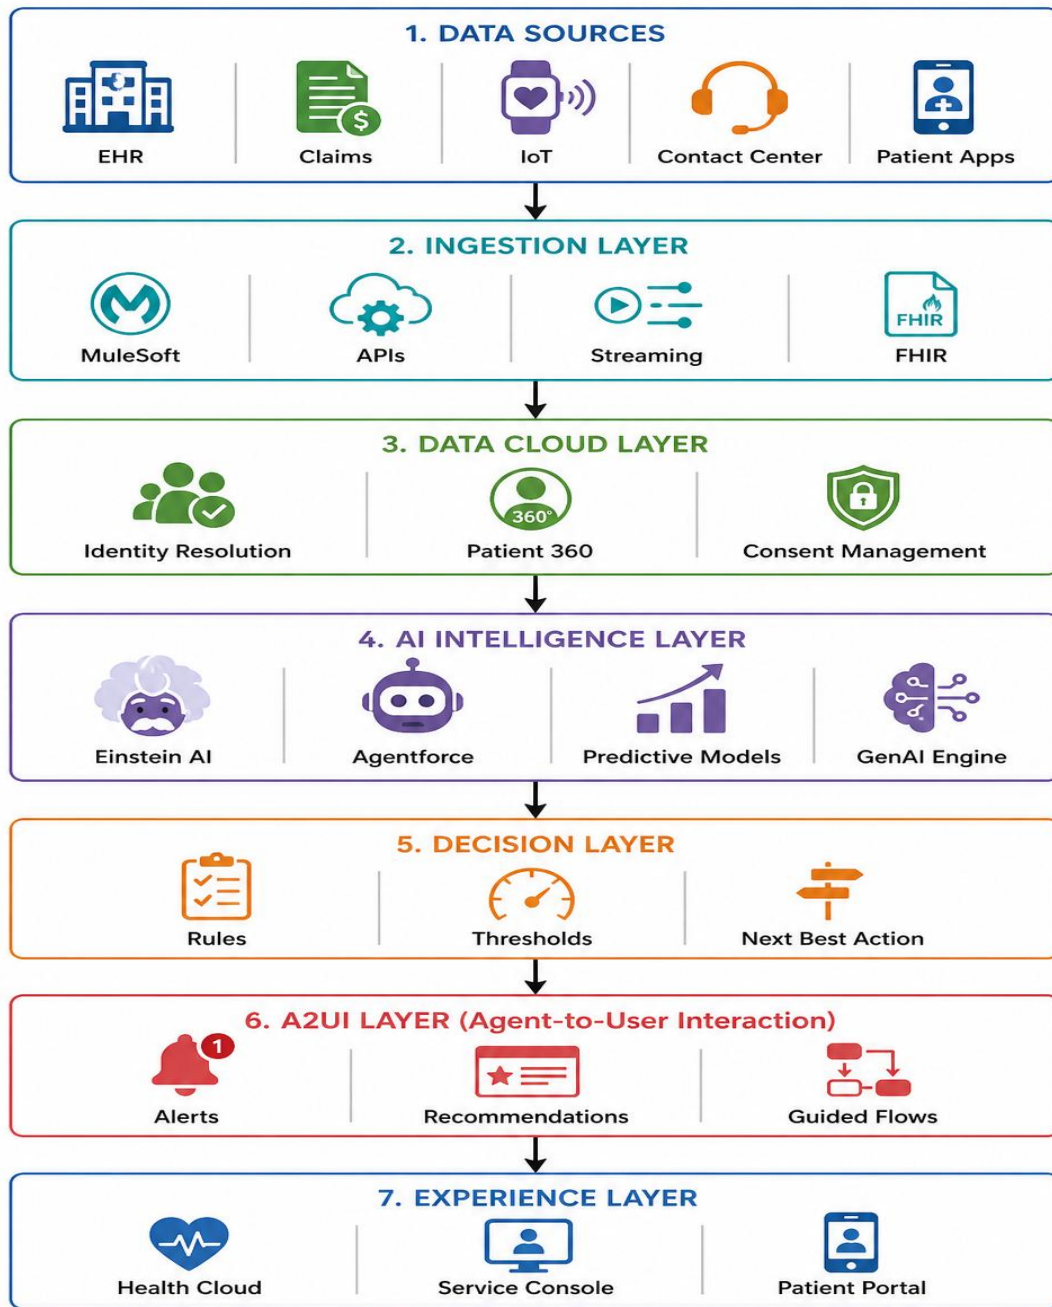 1. DATA SOURCES
$
EHR
Claims
IoT
Contact Center
Patient Apps
2. INGESTION LAYER
FHIR
MuleSoft
APIs
Streaming
FHIR
3. DATA CLOUD LAYER
360°
Identity Resolution
Patient 360
Consent Management
4. AI INTELLIGENCE LAYER
Einstein AI
Agentforce
Predictive Models
GenAI Engine
5. DECISION LAYER
Rules
Thresholds
Next Best Action
6. A2UI LAYER (Agent-to-User Interaction)
1
Alerts
Recommendations
Guided Flows
7. EXPERIENCE LAYER
Health Cloud
Service Console
Patient Portal